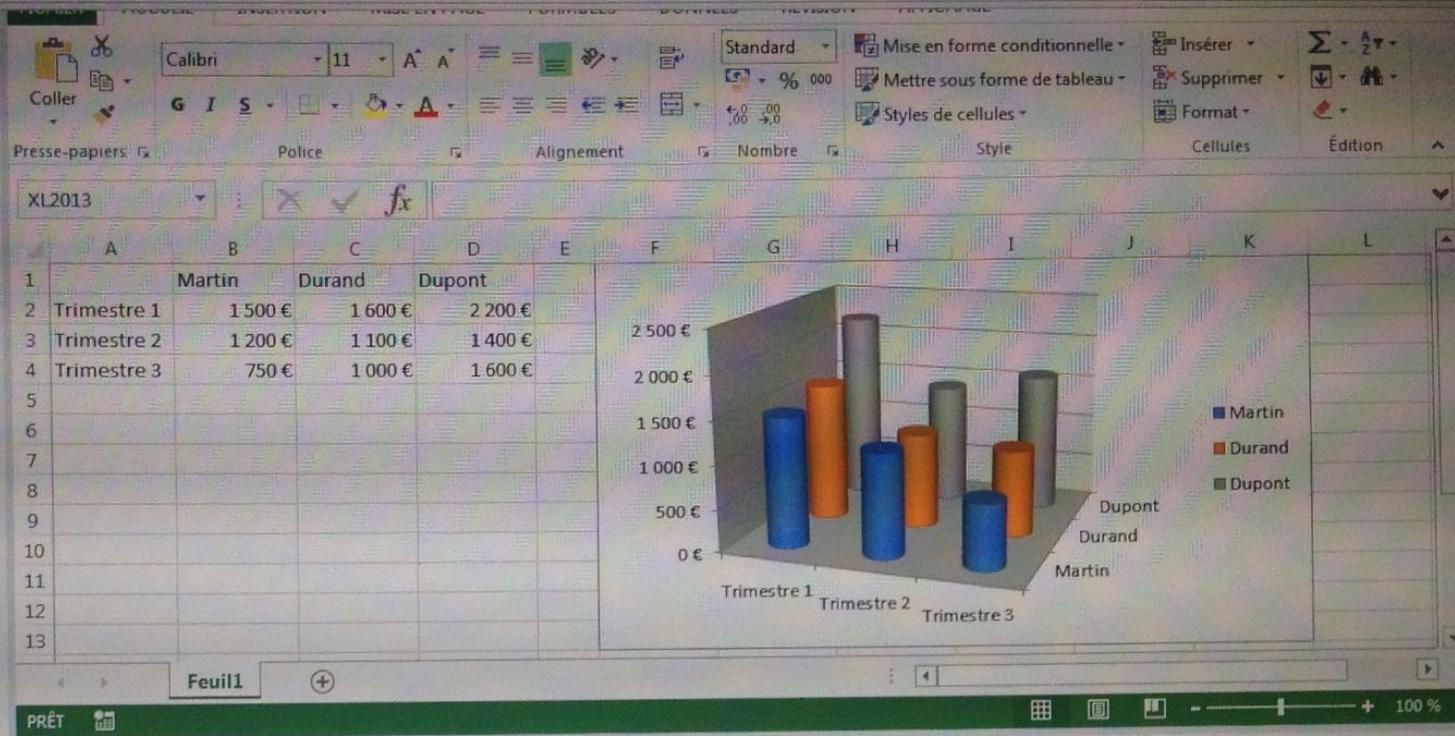 Calibri 11 Standard Mise en forme conditionnelle Insérer
Coller G I S % 000 Mettre sous forme de tableau Supprimer
Styles de cellules Format
Presse-papiers Police Alignement Nombre Style Cellules Édition
XL2013 fx
A B C D E F G H I J K L
1 Martin Durand Dupont
2 Trimestre 1 1 500 € 1 600 € 2 200 €
3 Trimestre 2 1 200 € 1 100 € 1 400 €
4 Trimestre 3 750 € 1 000 € 1 600 €
5
6
7
8
9
10
11
12
13
2 500 €
2 000 €
1 500 €
1 000 €
500 €
0 €
Trimestre 1
Trimestre 2
Trimestre 3
Dupont
Durand
Martin
Martin
Durand
Dupont
Feuil1
PRÊT 100 %